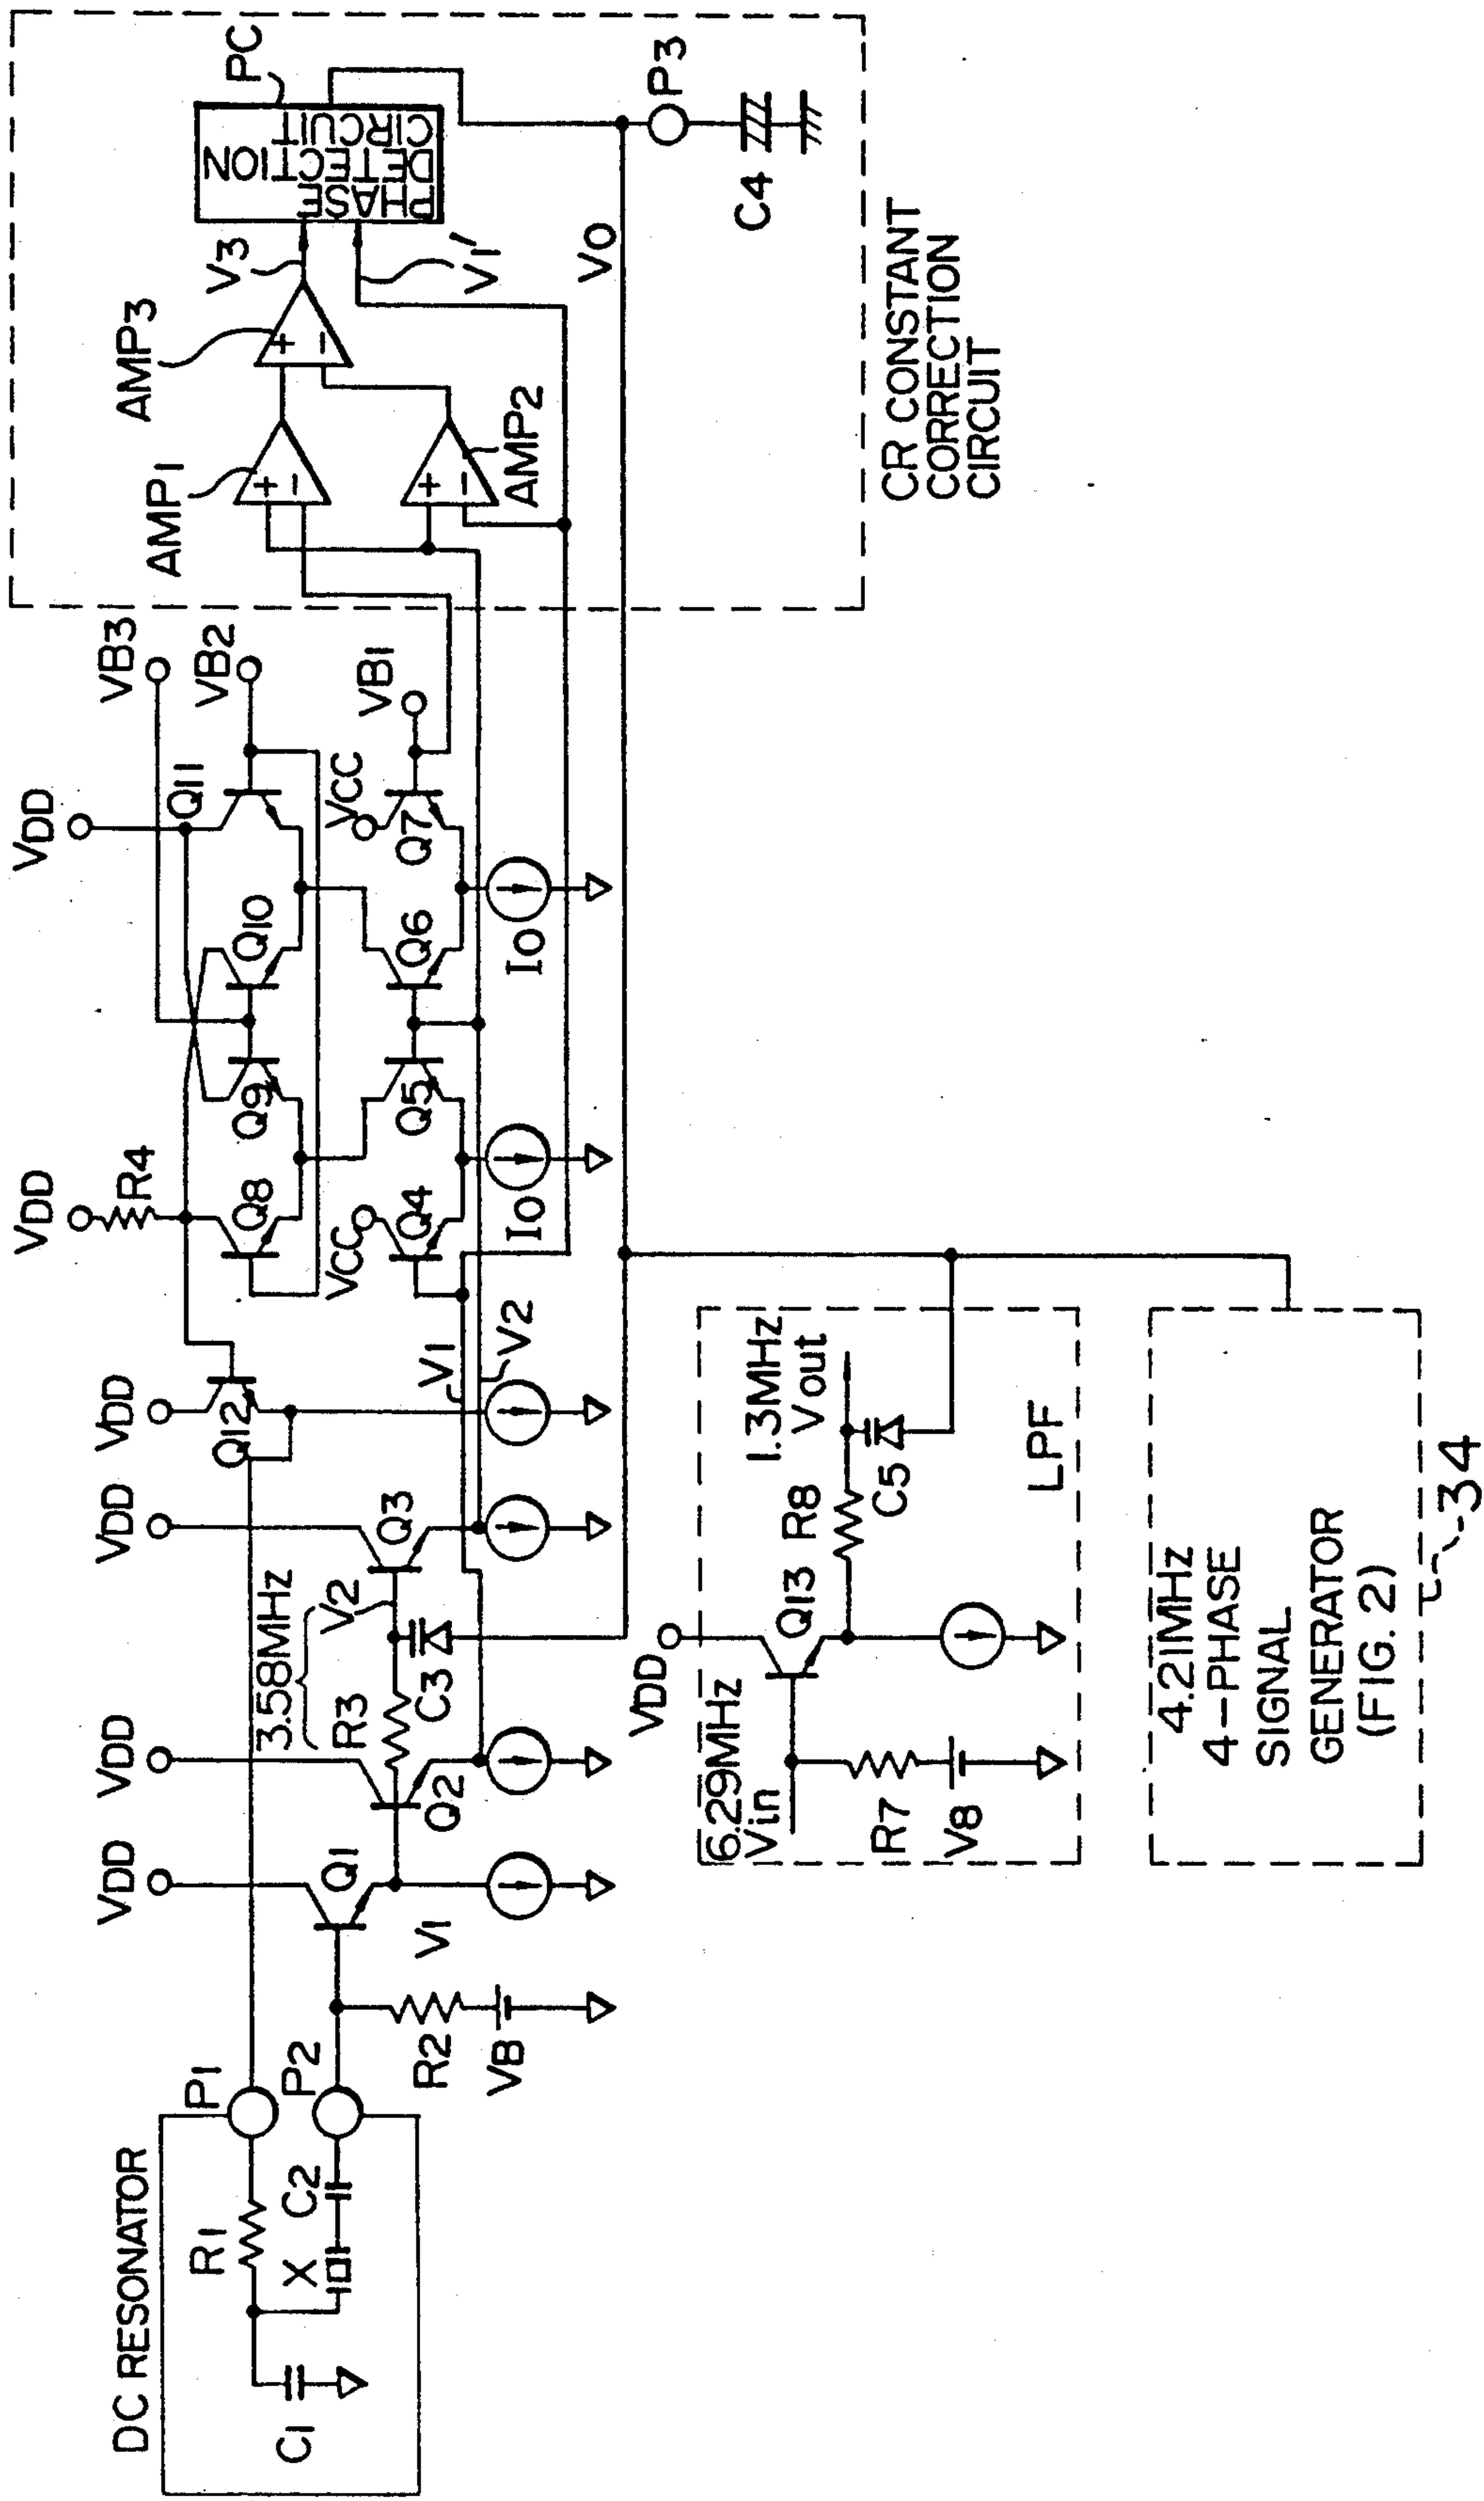 DC RESONATOR
C1
R1
X
C2
P1
P2
R2
VB
V1
VDD
Q1
VDD
Q2
R3
3.58MHz
V2
C3
VDD
Q3
VDD
Q12
V1
V2
VDD
R4
Q8
Q9
Q10
Q11
VDD
VB3
VB2
VCC
Q4
Q5
Q6
Q7
VCC
VB1
IO
IO
AMP1
AMP2
AMP3
V3
V1'
PHASE
DETECTION
CIRCUIT
PC
VO
P3
C4
CR CONSTANT
CORRECTION
CIRCUIT
6.29MHz
Vin
VDD
Q13
R7
V8
R8
C5
1.3MHz
Vout
LPF
4.21MHz
4-PHASE
SIGNAL
GENERATOR
(FIG. 2)
34